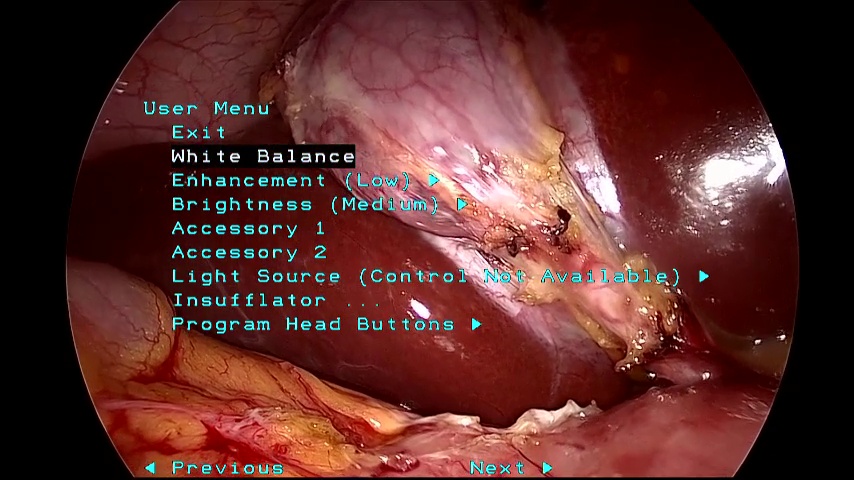 User Menu
Exit
White Balance
Enhancement (Low) ▶
Brightness (Medium) ▶
Accessory 1
Accessory 2
Light Source (Control Not Available) ▶
Insufflator ...
Program Head Buttons ▶
◀ Previous
Next ▶